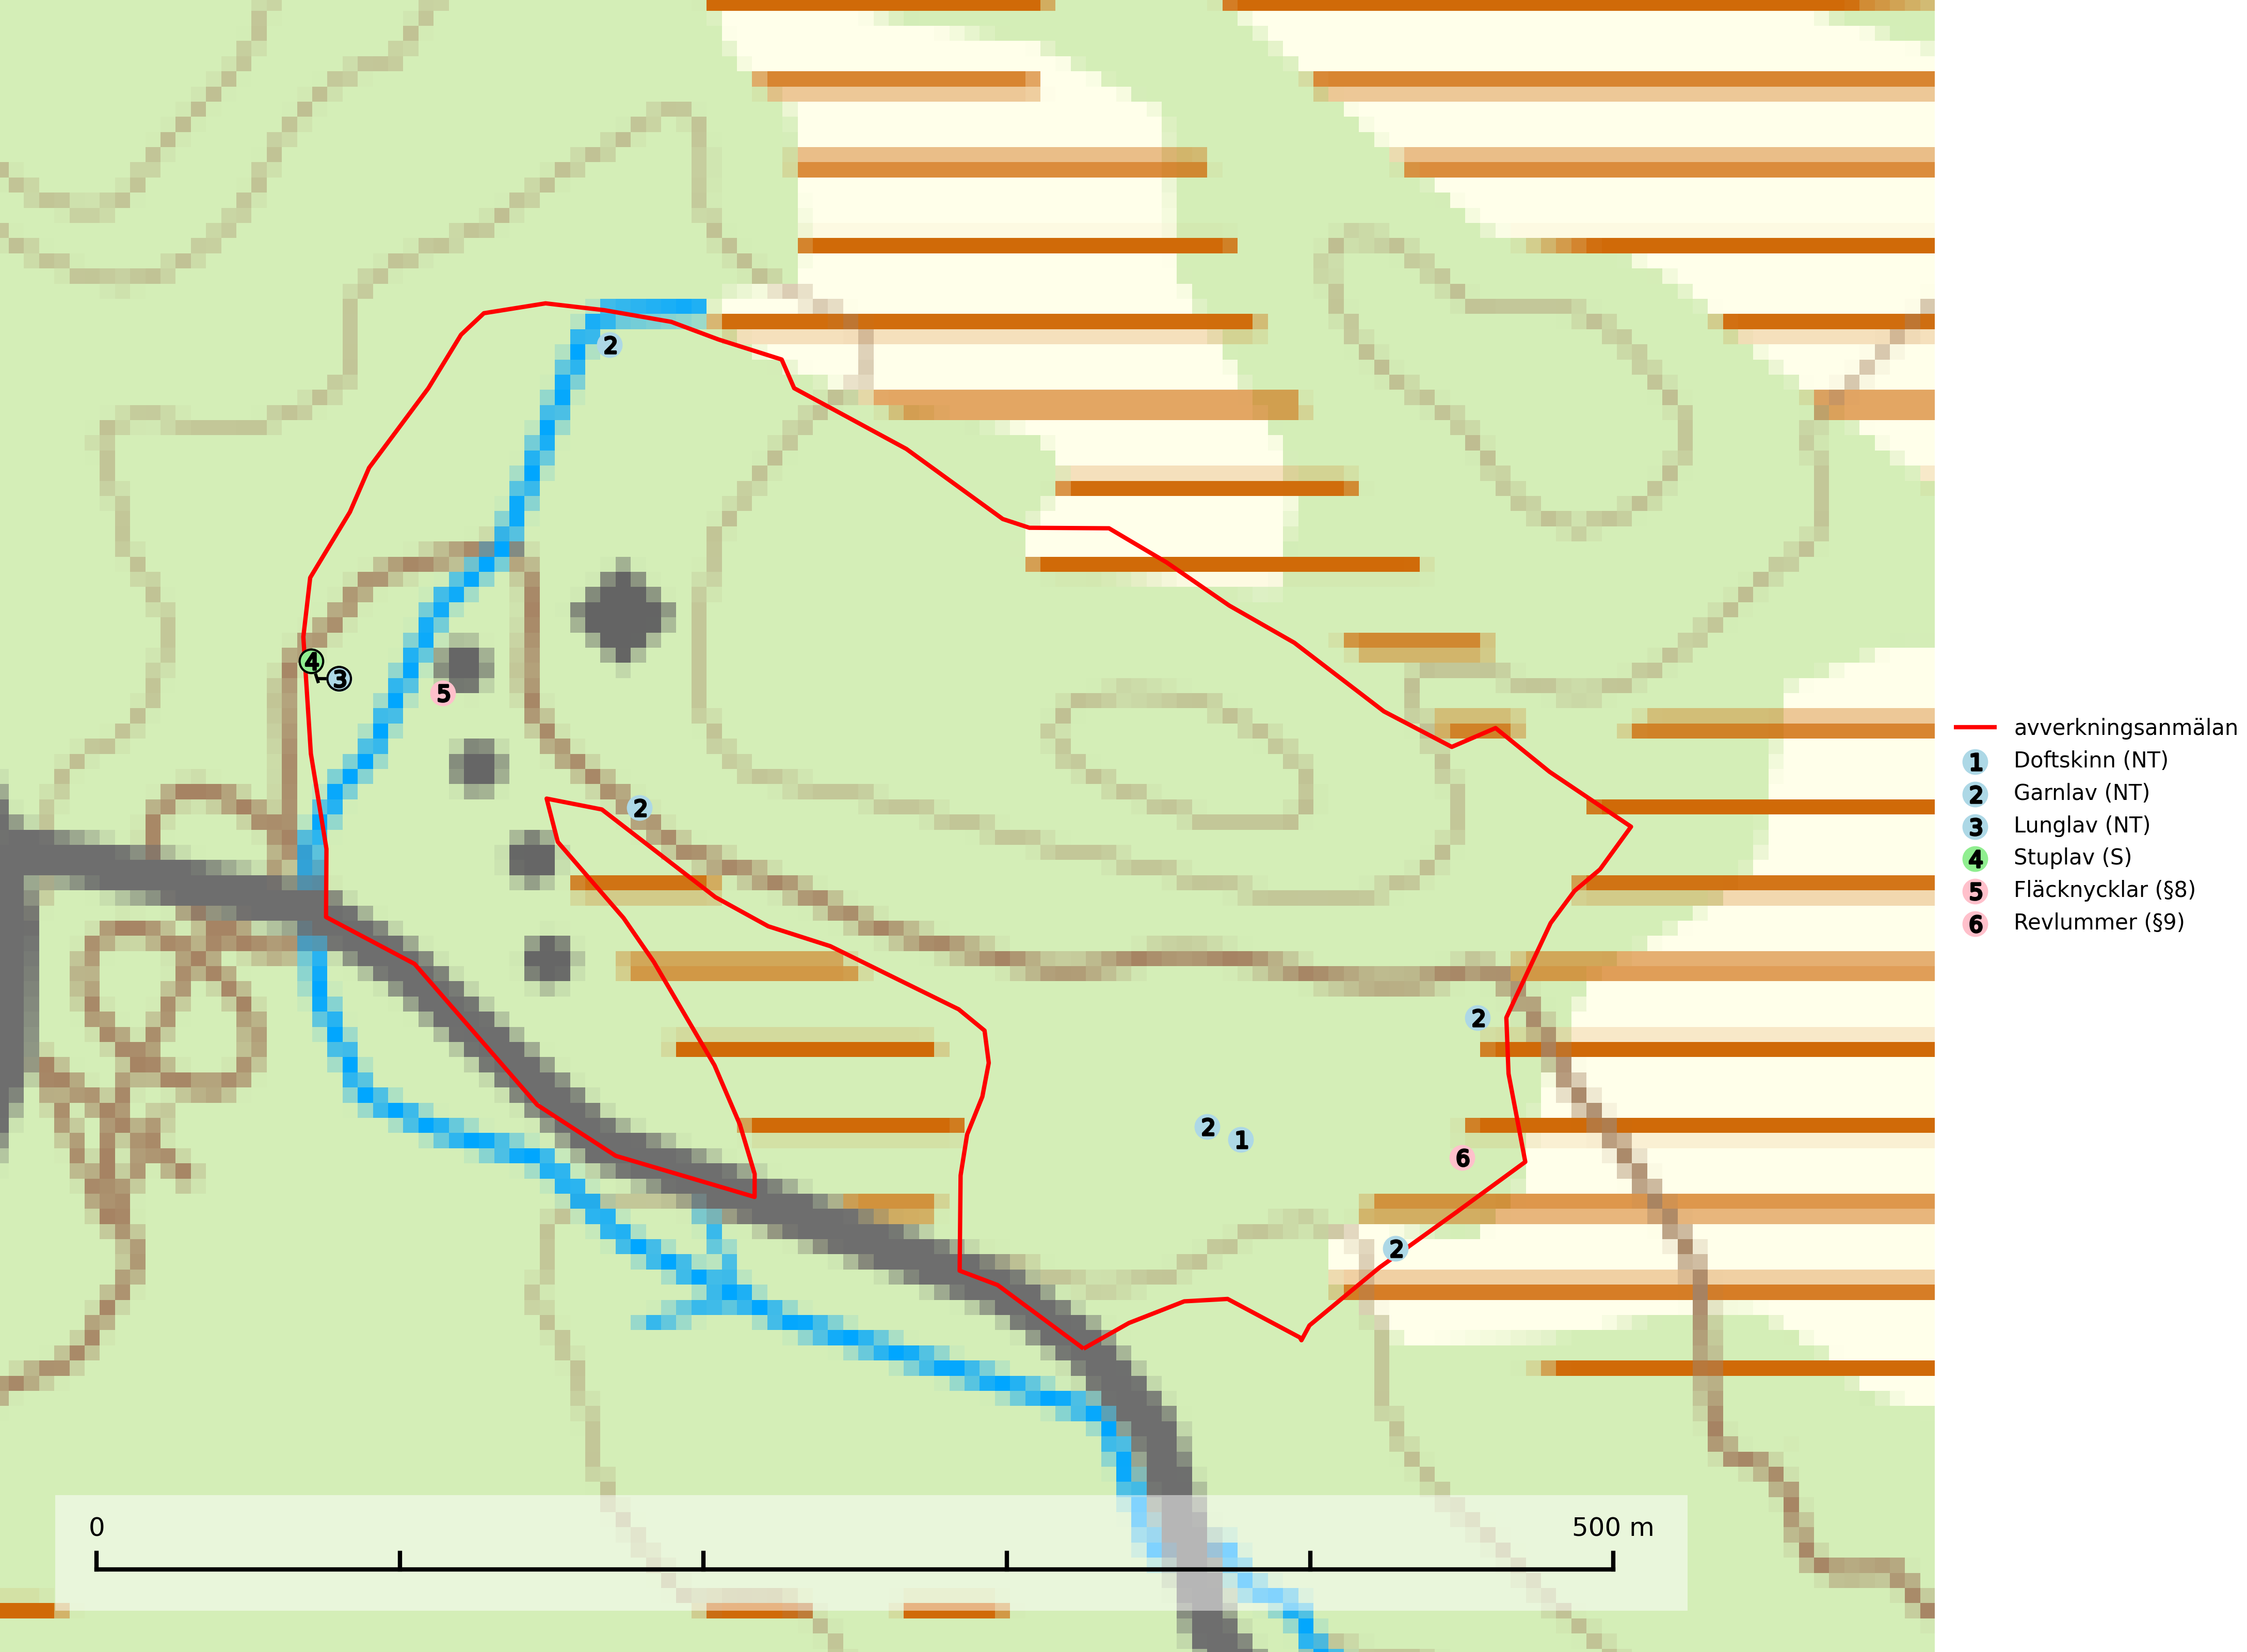 2
4
3
5
2
2
2
1
6
2
0
500 m
avverkningsanmälan
1 Doftskinn (NT)
2 Garnlav (NT)
3 Lunglav (NT)
4 Stuplav (S)
5 Fläcknycklar (§8)
6 Revlummer (§9)